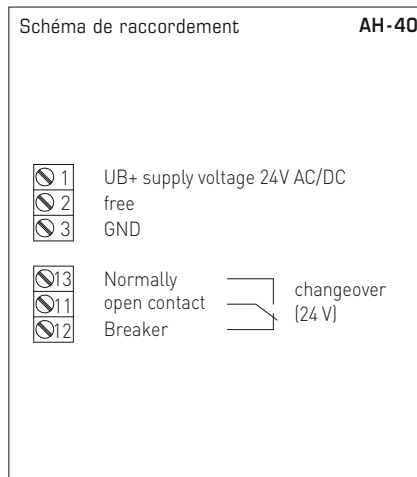 Schéma de raccordement AH-40
1 UB+ supply voltage 24V AC/DC
2 free
3 GND
13 Normally
changeover
11 open contact
(24 V)
12 Breaker